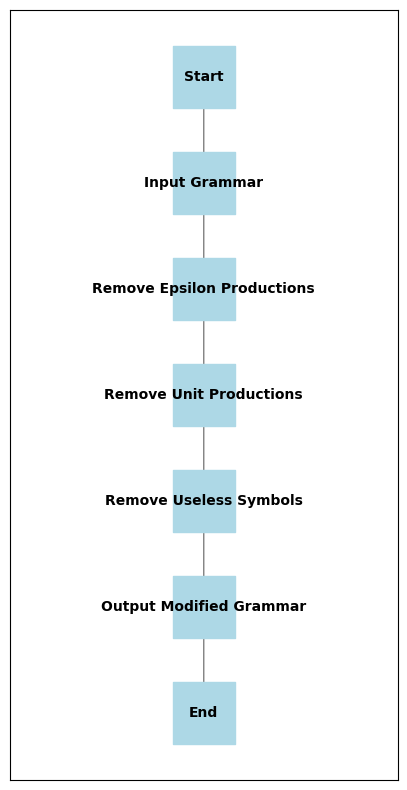 Start
Input Grammar
Remove Epsilon Productions
Remove Unit Productions
Remove Useless Symbols
Output Modified Grammar
End